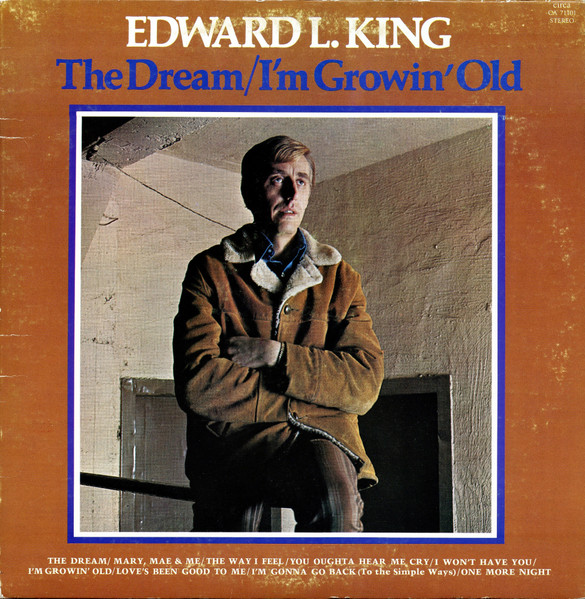 circa
STEREO
EDWARD L. KING
The Dream/I'm Growin' Old
THE DREAM/ MARY, MAE & ME/THE WAY I FEEL/YOU OUGHTA HEAR ME CRY/I WON'T HAVE YOU/
I'M GROWIN' OLD/LOVE'S BEEN GOOD TO ME/I'M GONNA GO BACK (To the Simple Ways)/ONE MORE NIGHT